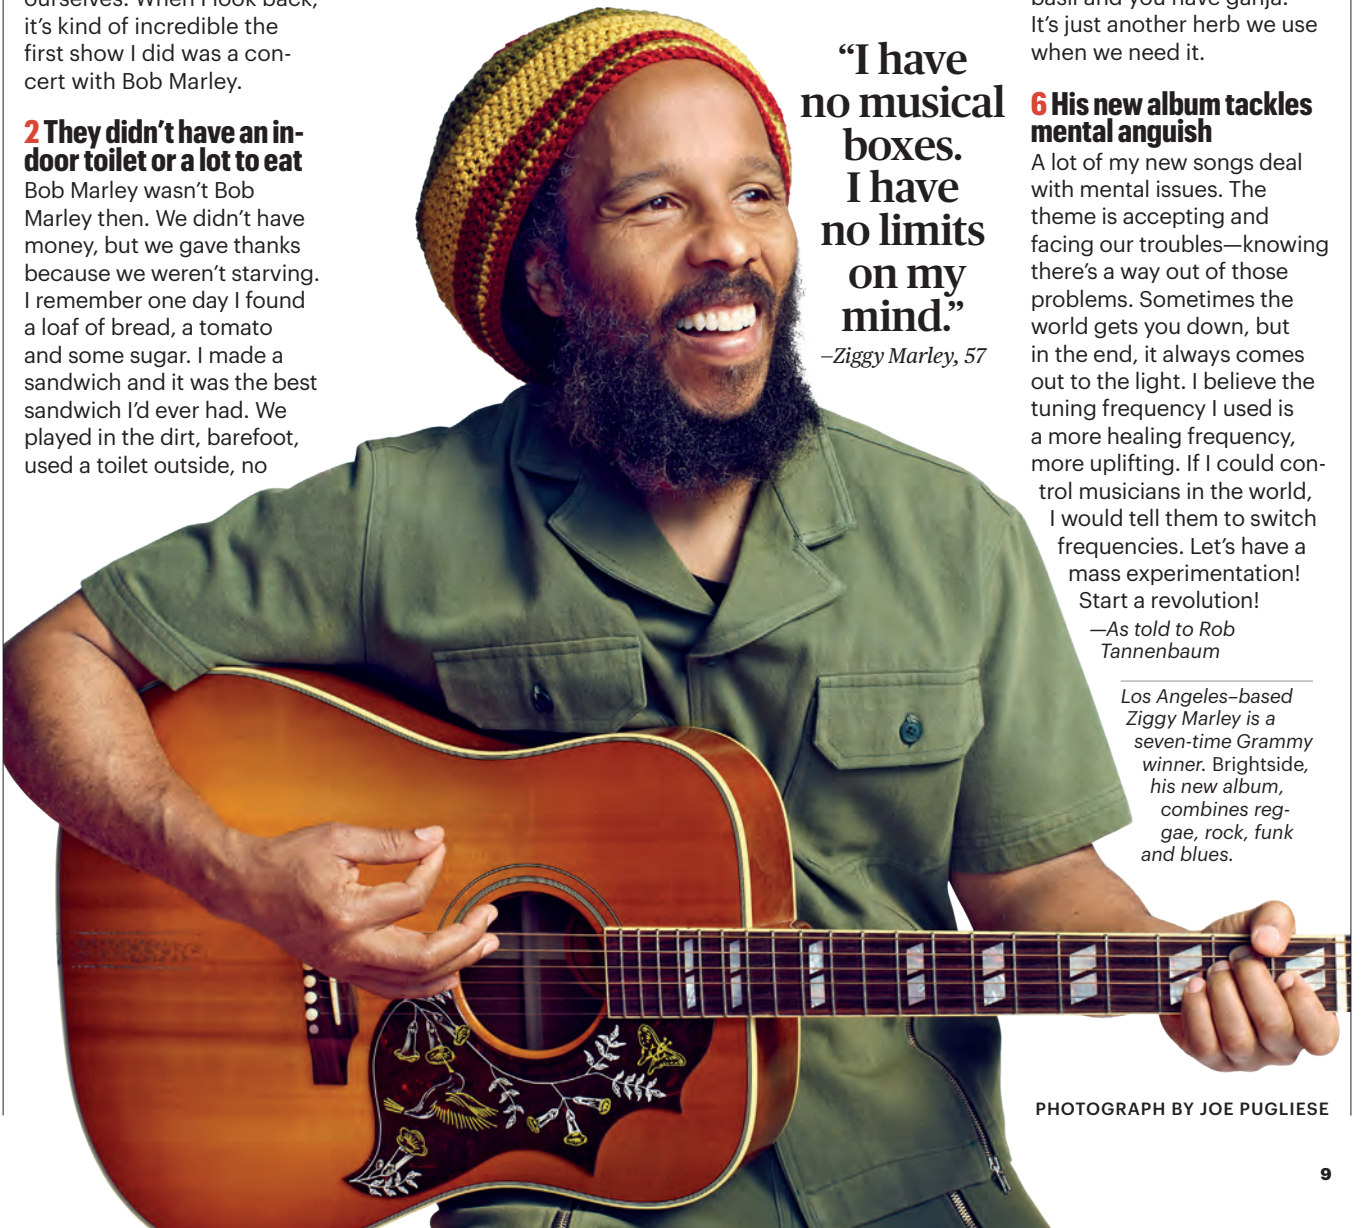 ourselves. When I look back,
it's kind of incredible the
first show I did was a con-
cert with Bob Marley.
2 They didn't have an in-
door toilet or a lot to eat
Bob Marley wasn't Bob
Marley then. We didn't have
money, but we gave thanks
because we weren't starving.
I remember one day I found
a loaf of bread, a tomato
and some sugar. I made a
sandwich and it was the best
sandwich I'd ever had. We
played in the dirt, barefoot,
used a toilet outside, no
“I have
no musical
boxes.
I have
no limits
on my
mind.”
–Ziggy Marley, 57
basil and you have ganja.
It's just another herb we use
when we need it.
6 His new album tackles
mental anguish
A lot of my new songs deal
with mental issues. The
theme is accepting and
facing our troubles—knowing
there's a way out of those
problems. Sometimes the
world gets you down, but
in the end, it always comes
out to the light. I believe the
tuning frequency I used is
a more healing frequency,
more uplifting. If I could con-
trol musicians in the world,
I would tell them to switch
frequencies. Let's have a
mass experimentation!
Start a revolution!
—As told to Rob
Tannenbaum
Los Angeles–based
Ziggy Marley is a
seven-time Grammy
winner. Brightside,
his new album,
combines reg-
gae, rock, funk
and blues.
PHOTOGRAPH BY JOE PUGLIESE
9